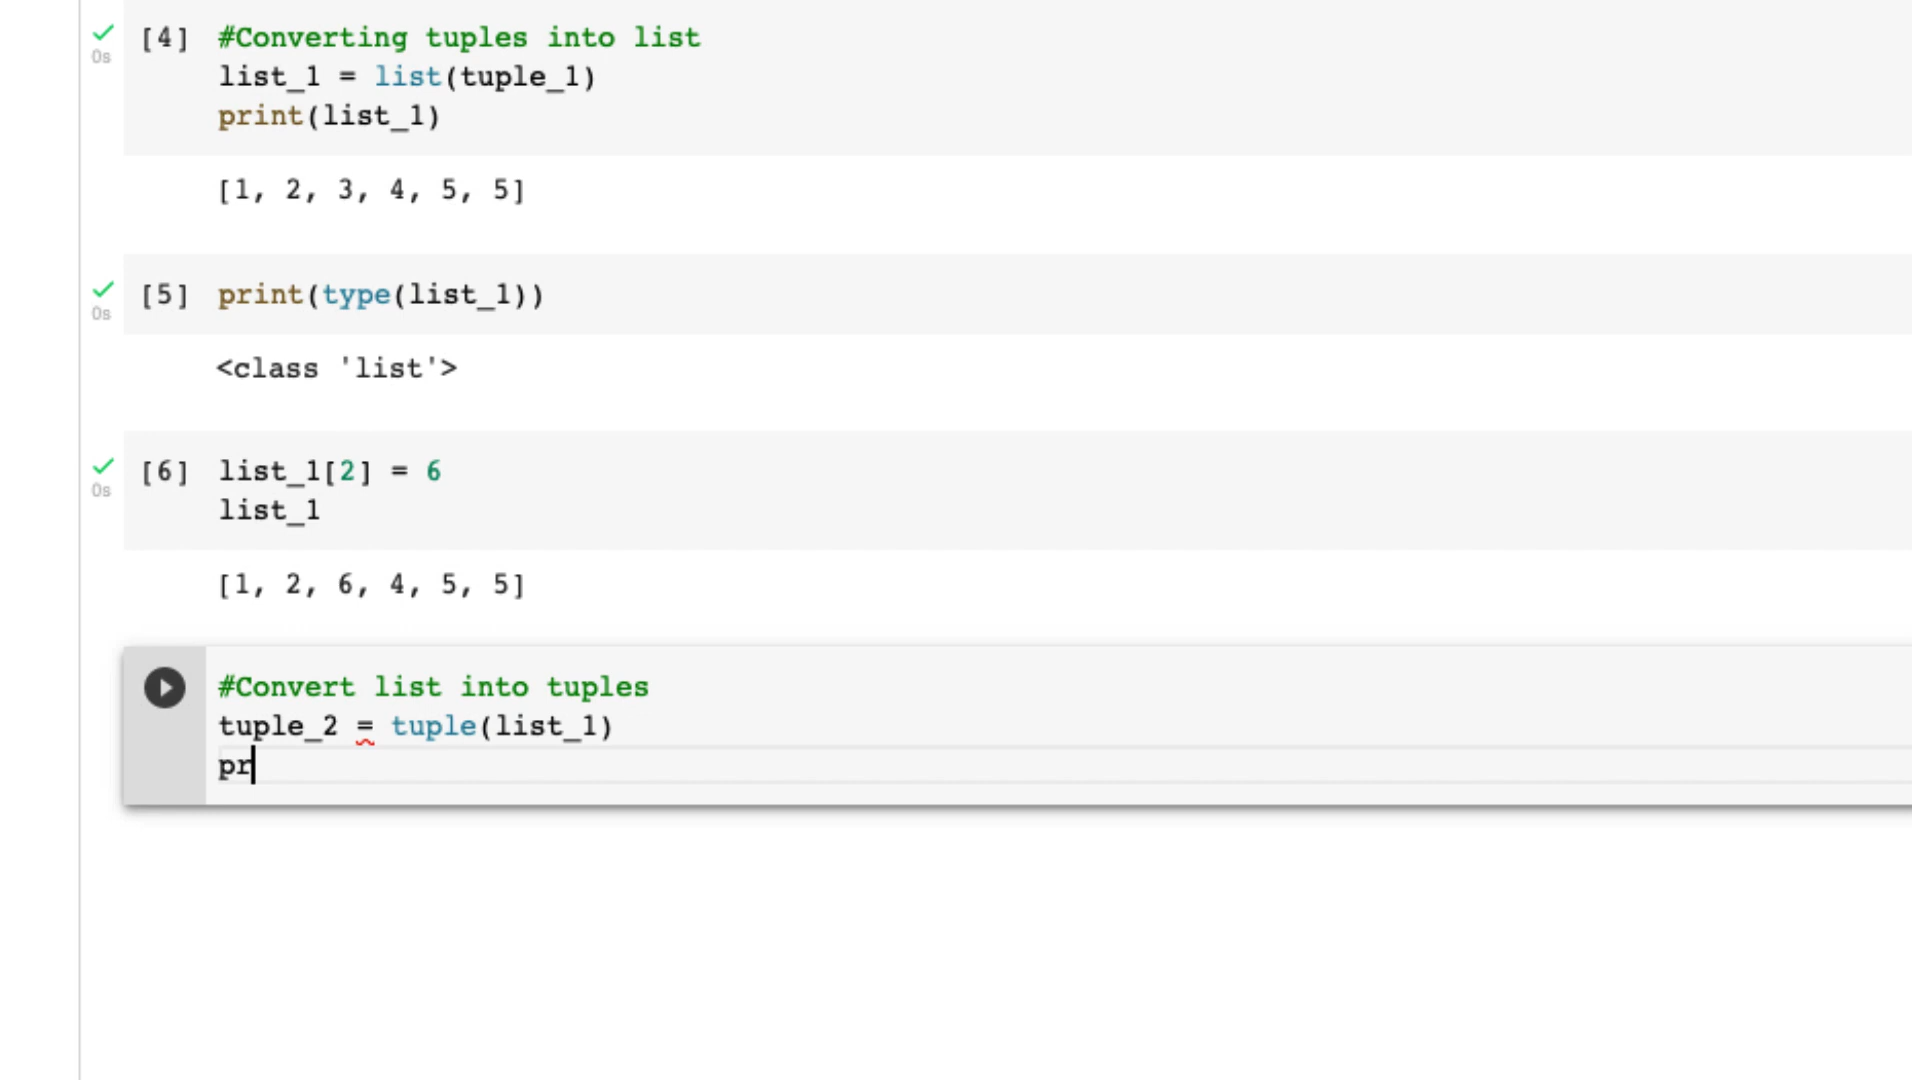 [4] #Converting tuples into list
0s
list_1 = list(tuple_1)
print(list_1)
[1, 2, 3, 4, 5, 5]
[5] print(type(list_1))
0s
<class 'list'>
[6] list_1[2] = 6
0s
list_1
[1, 2, 6, 4, 5, 5]
#Convert list into tuples
tuple_2 = tuple(list_1)
pr